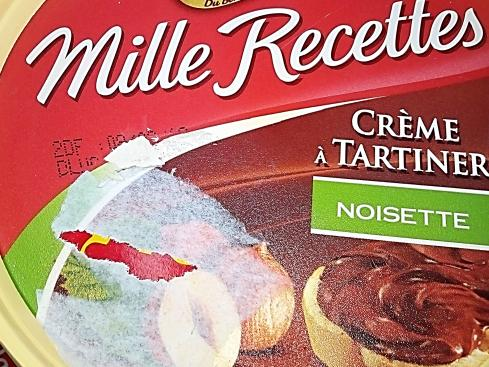 Mille Recettes
CRÈME
À TARTINER
NOISETTE